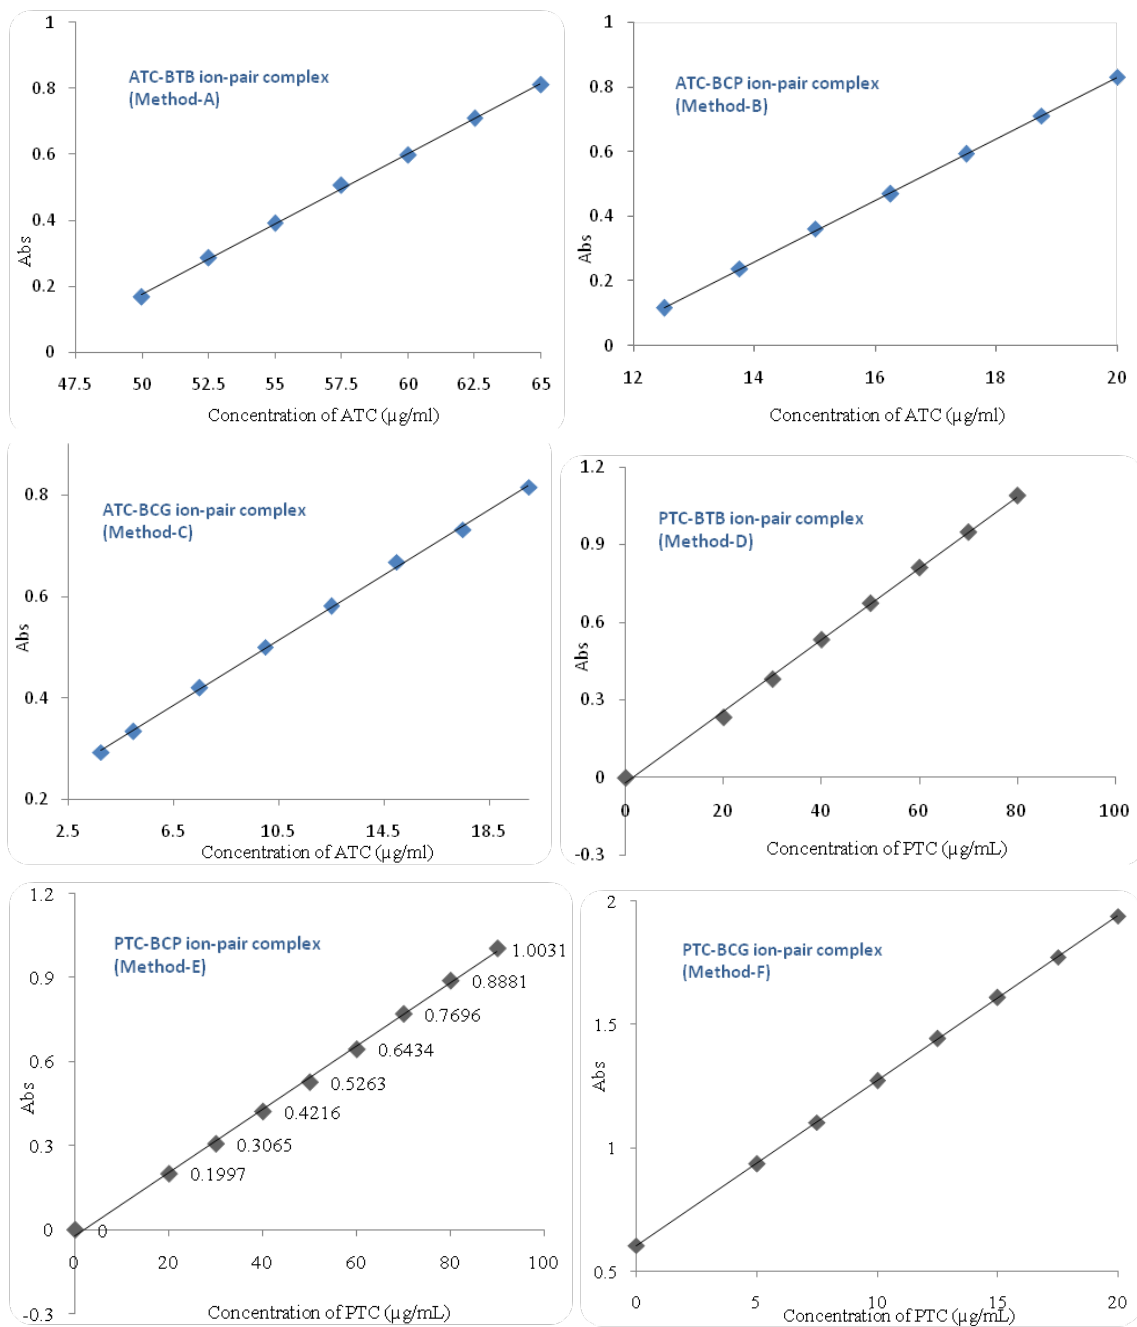 1
0.8
0.6
0.4
0.2
0
Abs
ATC-BTB ion-pair complex
(Method-A)
47.5 50 52.5 55 57.5 60 62.5 65
Concentration of ATC (µg/ml)
1
0.8
0.6
0.4
0.2
0
Abs
ATC-BCP ion-pair complex
(Method-B)
12 14 16 18 20
Concentration of ATC (µg/ml)
0.8
0.6
0.4
0.2
Abs
ATC-BCG ion-pair complex
(Method-C)
2.5 6.5 10.5 14.5 18.5
Concentration of ATC (µg/ml)
1.2
0.9
0.6
0.3
0
-0.3
Abs
PTC-BTB ion-pair complex
(Method-D)
0 20 40 60 80 100
Concentration of PTC (µg/mL)
1.2
0.9
0.6
0.3
0
-0.3
Abs
PTC-BCP ion-pair complex
(Method-E)
1.0031
0.8881
0.7696
0.6434
0.5263
0.4216
0.3065
0.1997
0
0 20 40 60 80 100
Concentration of PTC (µg/mL)
2
1.5
1
0.5
Abs
PTC-BCG ion-pair complex
(Method-F)
0 5 10 15 20
Concentration of PTC (µg/mL)